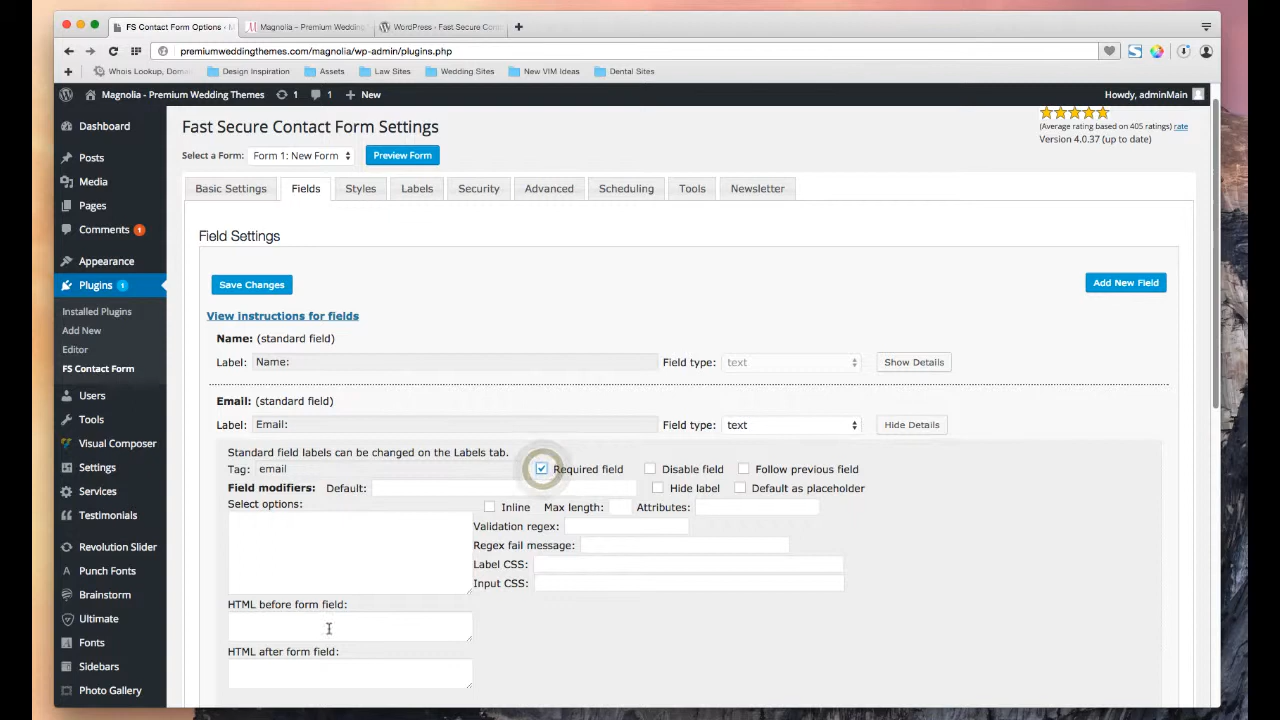 FS Contact Form Options ‹ M
Magnolia – Premium Wedding
WordPress › Fast Secure Cont
premiumweddingthemes.com/magnolia/wp-admin/plugins.php
Whois Lookup, Doma
Design Inspiration
Assets
Law Sites
Wedding Sites
New VIM Ideas
Dental Sites
Magnolia - Premium Wedding Themes
1
1
New
Howdy, adminMain
Dashboard
Posts
Media
Pages
Comments 1
Appearance
Plugins 1
Installed Plugins
Add New
Editor
FS Contact Form
Users
Tools
Visual Composer
Settings
Services
Testimonials
Revolution Slider
Punch Fonts
Brainstorm
Ultimate
Fonts
Sidebars
Photo Gallery
Fast Secure Contact Form Settings
(Average rating based on 405 ratings) rate
Version 4.0.37 (up to date)
Select a Form: Form 1: New Form Preview Form
Basic Settings Fields Styles Labels Security Advanced Scheduling Tools Newsletter
Field Settings
Save Changes Add New Field
View instructions for fields
Name: (standard field)
Label: Name: Field type: text Show Details
Email: (standard field)
Label: Email: Field type: text Hide Details
Standard field labels can be changed on the Labels tab.
Tag: email Required field Disable field Follow previous field
Field modifiers: Default: Hide label Default as placeholder
Select options: Inline Max length: Attributes:
Validation regex:
Regex fail message:
Label CSS:
Input CSS:
HTML before form field:
HTML after form field: